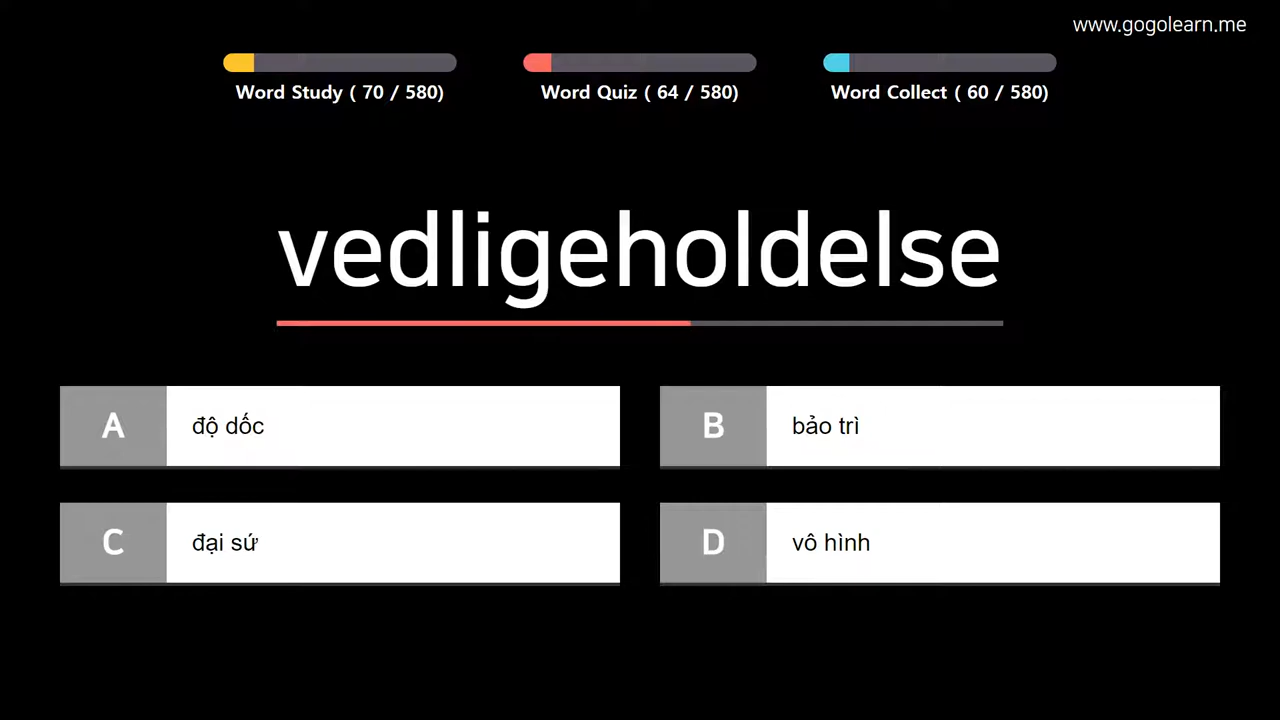 www.gogolearn.me
Word Study ( 70 / 580)
Word Quiz ( 64 / 580)
Word Collect ( 60 / 580)
vedligeholdelse
A độ dốc
B bảo trì
C đại sứ
D vô hình